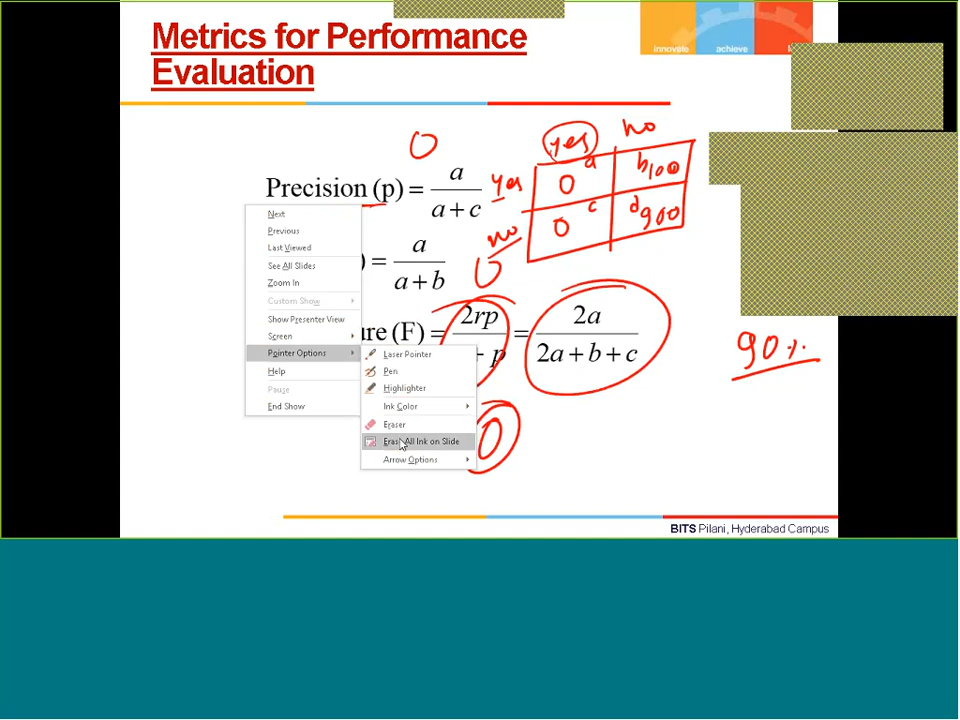 Metrics for Performance
Evaluation
innovate achieve
0
yes no
Precision (p) = a / a + c
yes 0 a b 100
no 0 c d 900
) = a / a + b
0
ure (F) = 2rp / + p = 2a / 2a + b + c
90%
0
Next
Previous
Last Viewed
See All Slides
Zoom In
Custom Show
Show Presenter View
Screen
Pointer Options
Help
Pause
End Show
Laser Pointer
Pen
Highlighter
Ink Color
Eraser
Erase All Ink on Slide
Arrow Options
BITS Pilani, Hyderabad Campus